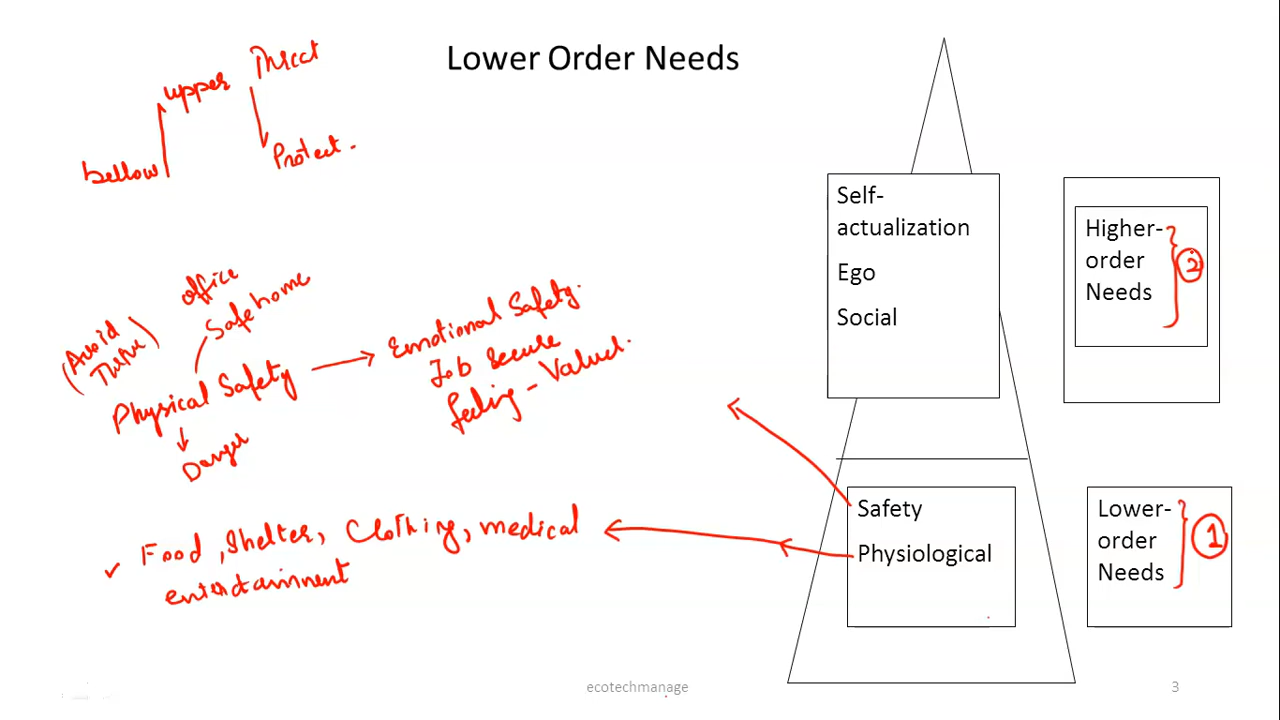 Lower Order Needs
Threat
upper
bellow
Protect.
Self-
actualization
Ego
Social
Higher-
order
Needs
2
office
Safe home
(Avoid
Physical Safety
Danger
Emotional Safety.
Job Secure
feeling - Valued.
Safety
Physiological
Lower-
order
Needs
1
Food, Shelter, Clothing, medical
entertainment
ecotechmanage
3